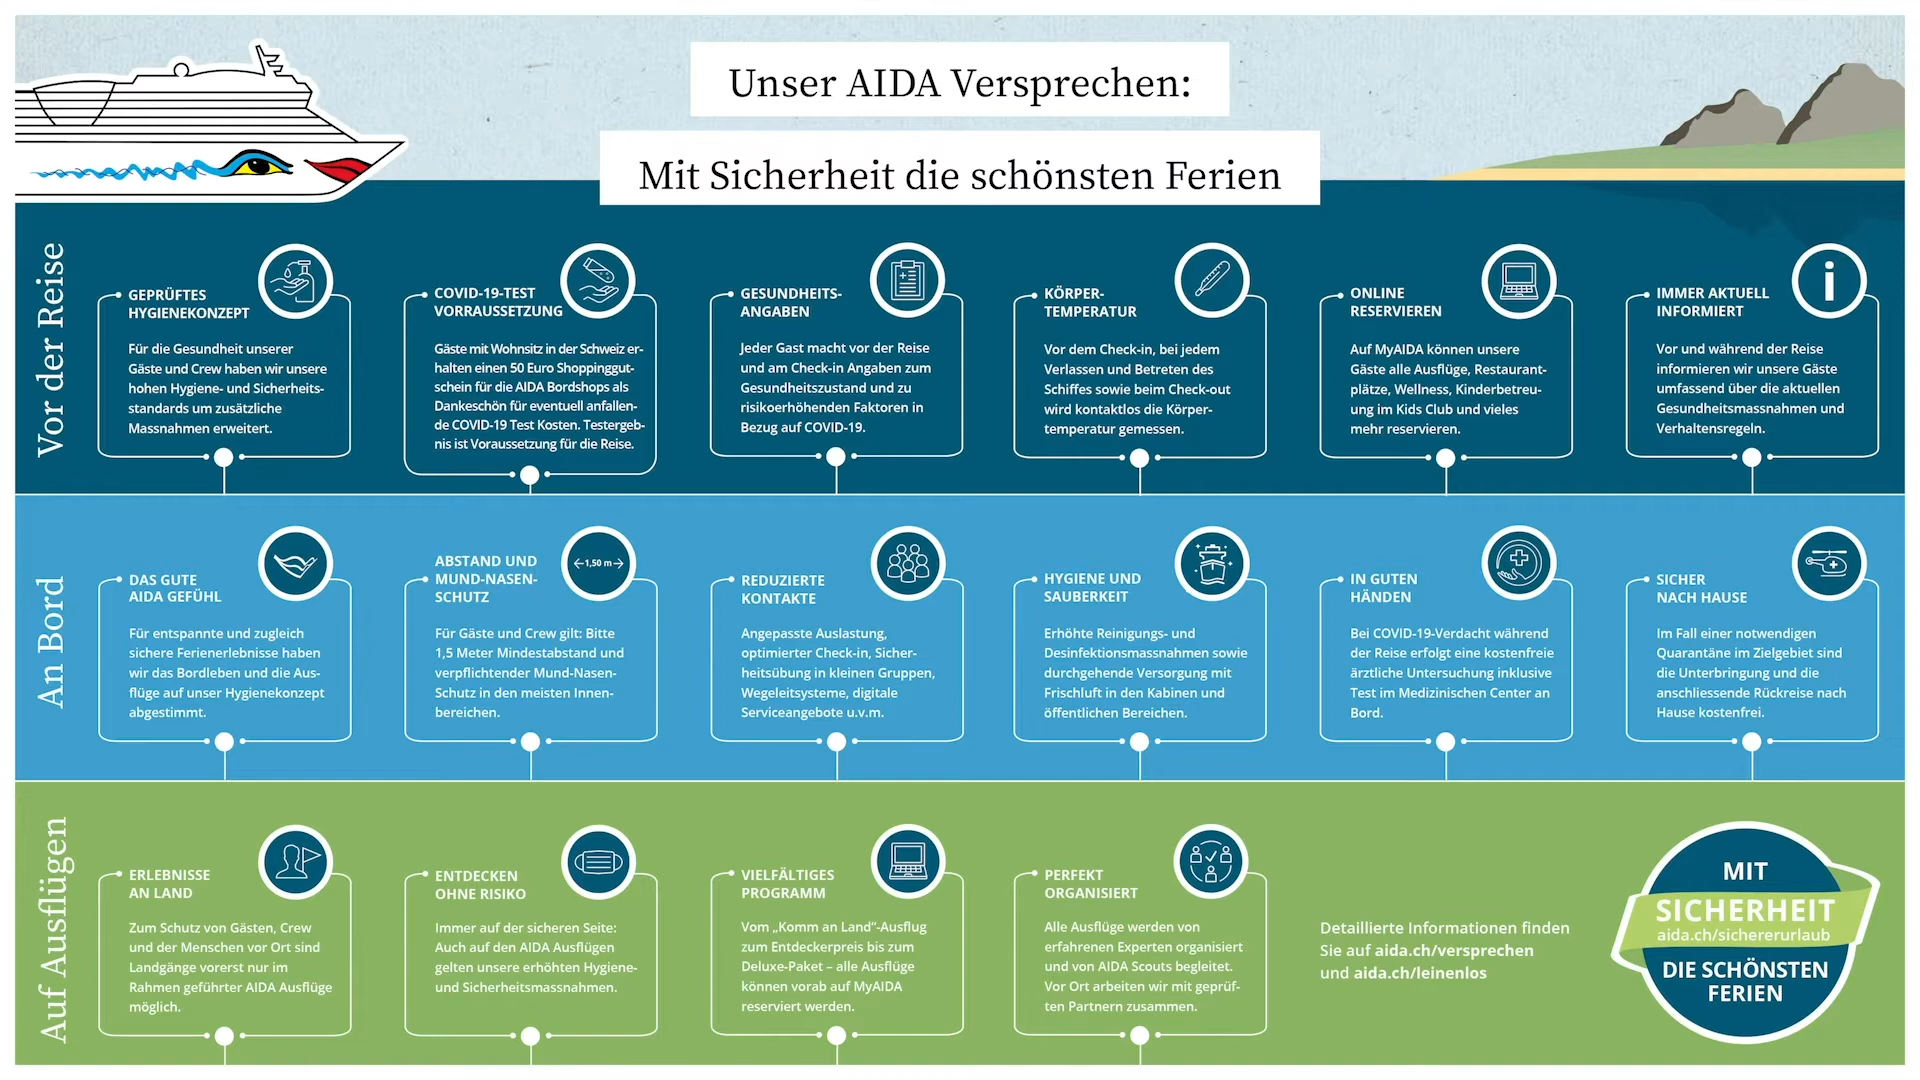 Unser AIDA Versprechen:
Mit Sicherheit die schönsten Ferien
Vor der Reise
GEPRÜFTES
HYGIENEKONZEPT
Für die Gesundheit unserer
Gäste und Crew haben wir unsere
hohen Hygiene- und Sicherheits-
standards um zusätzliche
Massnahmen erweitert.
COVID-19-TEST
VORRAUSSETZUNG
Gäste mit Wohnsitz in der Schweiz er-
halten einen 50 Euro Shoppinggut-
schein für die AIDA Bordshops als
Dankeschön für eventuell anfallen-
de COVID-19 Test Kosten. Testergeb-
nis ist Voraussetzung für die Reise.
GESUNDHEITS-
ANGABEN
Jeder Gast macht vor der Reise
und am Check-in Angaben zum
Gesundheitszustand und zu
risikoerhöhenden Faktoren in
Bezug auf COVID-19.
KÖRPER-
TEMPERATUR
Vor dem Check-in, bei jedem
Verlassen und Betreten des
Schiffes sowie beim Check-out
wird kontaktlos die Körper-
temperatur gemessen.
ONLINE
RESERVIEREN
Auf MyAIDA können unsere
Gäste alle Ausflüge, Restaurant-
plätze, Wellness, Kinderbetreu-
ung im Kids Club und vieles
mehr reservieren.
i
IMMER AKTUELL
INFORMIERT
Vor und während der Reise
informieren wir unsere Gäste
umfassend über die aktuellen
Gesundheitsmassnahmen und
Verhaltensregeln.
An Bord
DAS GUTE
AIDA GEFÜHL
Für entspannte und zugleich
sichere Ferienerlebnisse haben
wir das Bordleben und die Aus-
flüge auf unser Hygienekonzept
abgestimmt.
ABSTAND UND
MUND-NASEN-
SCHUTZ
1,50 m
Für Gäste und Crew gilt: Bitte
1,5 Meter Mindestabstand und
verpflichtender Mund-Nasen-
Schutz in den meisten Innen-
bereichen.
REDUZIERTE
KONTAKTE
Angepasste Auslastung,
optimierter Check-in, Sicher-
heitsübung in kleinen Gruppen,
Wegeleitsysteme, digitale
Serviceangebote u.v.m.
HYGIENE UND
SAUBERKEIT
Erhöhte Reinigungs- und
Desinfektionsmassnahmen sowie
durchgehende Versorgung mit
Frischluft in den Kabinen und
öffentlichen Bereichen.
IN GUTEN
HÄNDEN
Bei COVID-19-Verdacht während
der Reise erfolgt eine kostenfreie
ärztliche Untersuchung inklusive
Test im Medizinischen Center an
Bord.
SICHER
NACH HAUSE
Im Fall einer notwendigen
Quarantäne im Zielgebiet sind
die Unterbringung und die
anschliessende Rückreise nach
Hause kostenfrei.
Auf Ausflügen
ERLEBNISSE
AN LAND
Zum Schutz von Gästen, Crew
und der Menschen vor Ort sind
Landgänge vorerst nur im
Rahmen geführter AIDA Ausflüge
möglich.
ENTDECKEN
OHNE RISIKO
Immer auf der sicheren Seite:
Auch auf den AIDA Ausflügen
gelten unsere erhöhten Hygiene-
und Sicherheitsmassnahmen.
VIELFÄLTIGES
PROGRAMM
Vom „Komm an Land“-Ausflug
zum Entdeckerpreis bis zum
Deluxe-Paket – alle Ausflüge
können vorab auf MyAIDA
reserviert werden.
PERFEKT
ORGANISIERT
Alle Ausflüge werden von
erfahrenen Experten organisiert
und von AIDA Scouts begleitet.
Vor Ort arbeiten wir mit geprüf-
ten Partnern zusammen.
Detaillierte Informationen finden
Sie auf aida.ch/versprechen
und aida.ch/leinenlos
MIT
SICHERHEIT
aida.ch/sichererurlaub
DIE SCHÖNSTEN
FERIEN